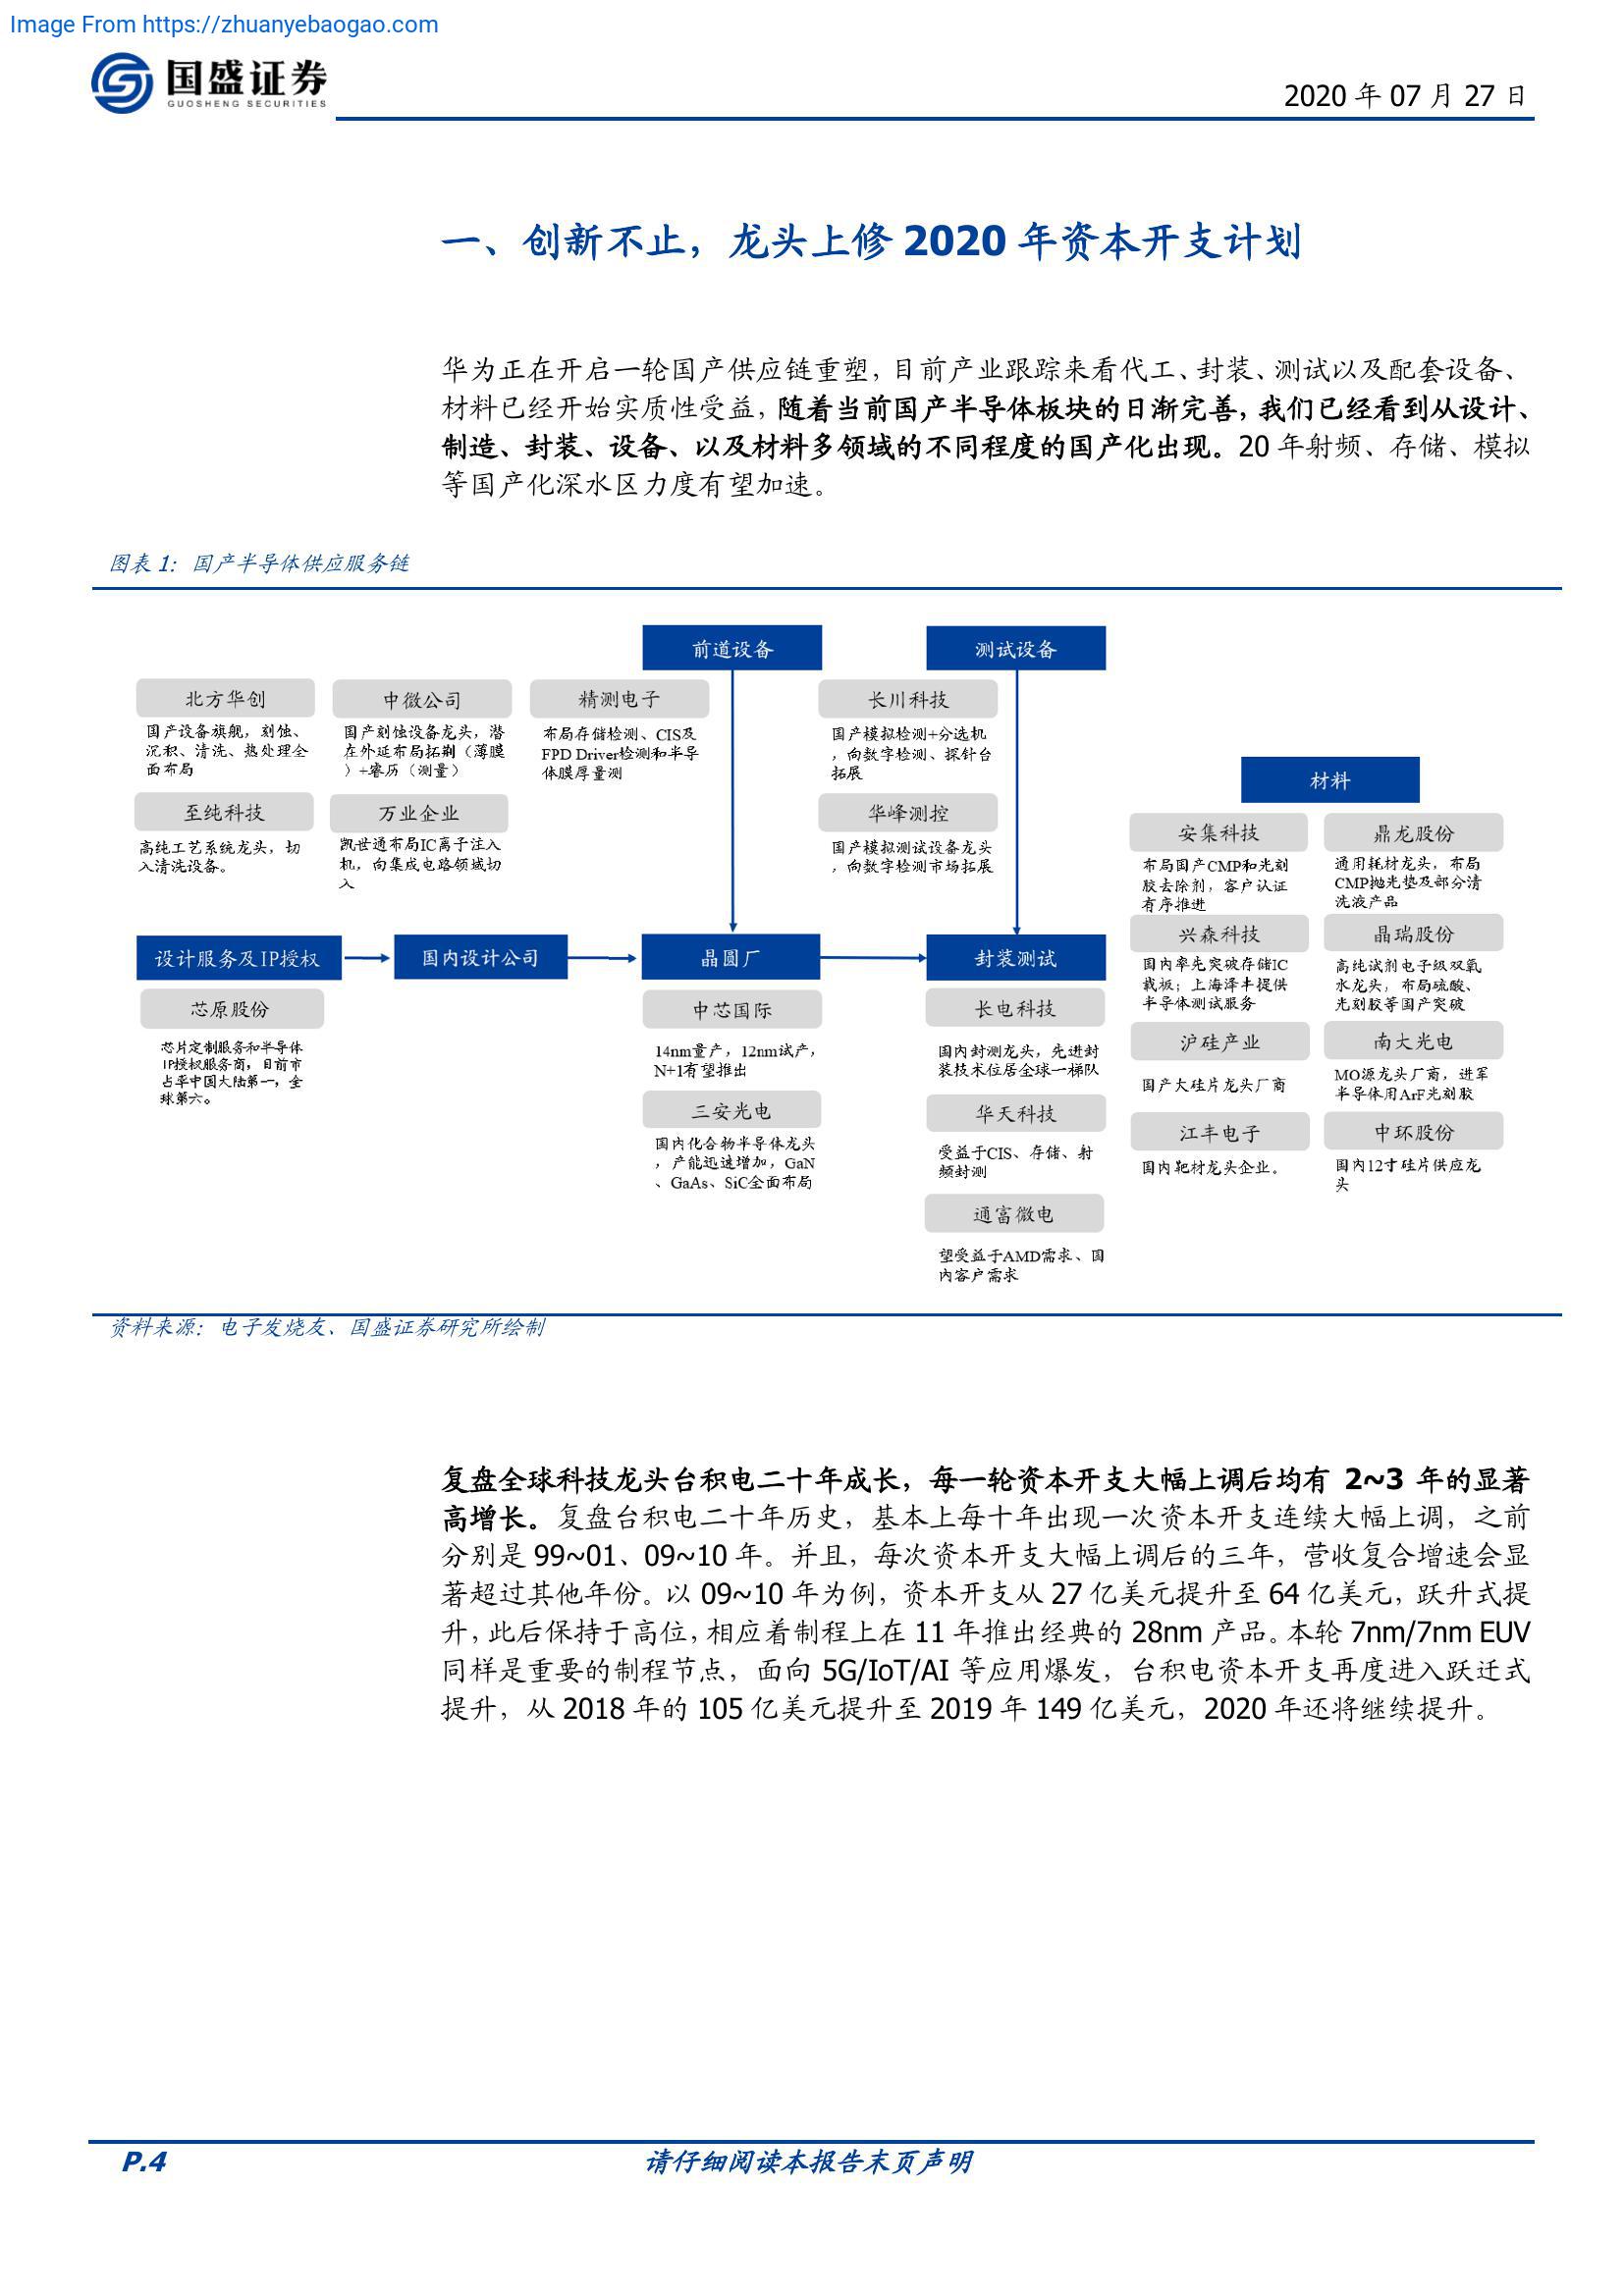 Image From https://zhuanyebaogao.com
国盛证券
GUOSHENG SECURITIES
2020 年 07 月 27 日
一、创新不止，龙头上修 2020 年资本开支计划
华为正在开启一轮国产供应链重塑，目前产业跟踪来看代工、封装、测试以及配套设备、
材料已经开始实质性受益，随着当前国产半导体板块的日渐完善，我们已经看到从设计、
制造、封装、设备、以及材料多领域的不同程度的国产化出现。20 年射频、存储、模拟
等国产化深水区力度有望加速。
图表 1：国产半导体供应服务链
前道设备
测试设备
北方华创
国产设备旗舰，刻蚀、
沉积、清洗、热处理全
面布局
中微公司
国产刻蚀设备龙头，潜
在外延布局拓荆（薄膜
）+睿历（测量）
精测电子
布局存储检测、CIS及
FPD Driver检测和半导
体膜厚量测
长川科技
国产模拟检测+分选机
，向数字检测、探针台
拓展
至纯科技
高纯工艺系统龙头，切
入清洗设备。
万业企业
凯世通布局IC离子注入
机，向集成电路领域切
入
华峰测控
国产模拟测试设备龙头
，向数字检测市场拓展
材料
安集科技
布局国产CMP和光刻
胶去除剂，客户认证
有序推进
鼎龙股份
通用耗材龙头，布局
CMP抛光垫及部分清
洗液产品
兴森科技
国内率先突破存储IC
载板；上海泽丰提供
半导体测试服务
晶瑞股份
高纯试剂电子级双氧
水龙头，布局硫酸、
光刻胶等国产突破
沪硅产业
国产大硅片龙头厂商
南大光电
MO源龙头厂商，进军
半导体用ArF光刻胶
江丰电子
国内靶材龙头企业。
中环股份
国内12寸硅片供应龙
头
设计服务及IP授权
国内设计公司
晶圆厂
封装测试
芯原股份
芯片定制服务和半导体
IP授权服务商，目前市
占率中国大陆第一，全
球第六。
中芯国际
14nm量产，12nm试产，
N+1有望推出
三安光电
国内化合物半导体龙头
，产能迅速增加，GaN
、GaAs、SiC全面布局
长电科技
国内封测龙头，先进封
装技术位居全球一梯队
华天科技
受益于CIS、存储、射
频封测
通富微电
望受益于AMD需求、国
内客户需求
资料来源：电子发烧友、国盛证券研究所绘制
复盘全球科技龙头台积电二十年成长，每一轮资本开支大幅上调后均有 2~3 年的显著
高增长。复盘台积电二十年历史，基本上每十年出现一次资本开支连续大幅上调，之前
分别是 99~01、09~10 年。并且，每次资本开支大幅上调后的三年，营收复合增速会显
著超过其他年份。以 09~10 年为例，资本开支从 27 亿美元提升至 64 亿美元，跃升式提
升，此后保持于高位，相应着制程上在 11 年推出经典的 28nm 产品。本轮 7nm/7nm EUV
同样是重要的制程节点，面向 5G/IoT/AI 等应用爆发，台积电资本开支再度进入跃迁式
提升，从 2018 年的 105 亿美元提升至 2019 年 149 亿美元，2020 年还将继续提升。
P.4
请仔细阅读本报告末页声明